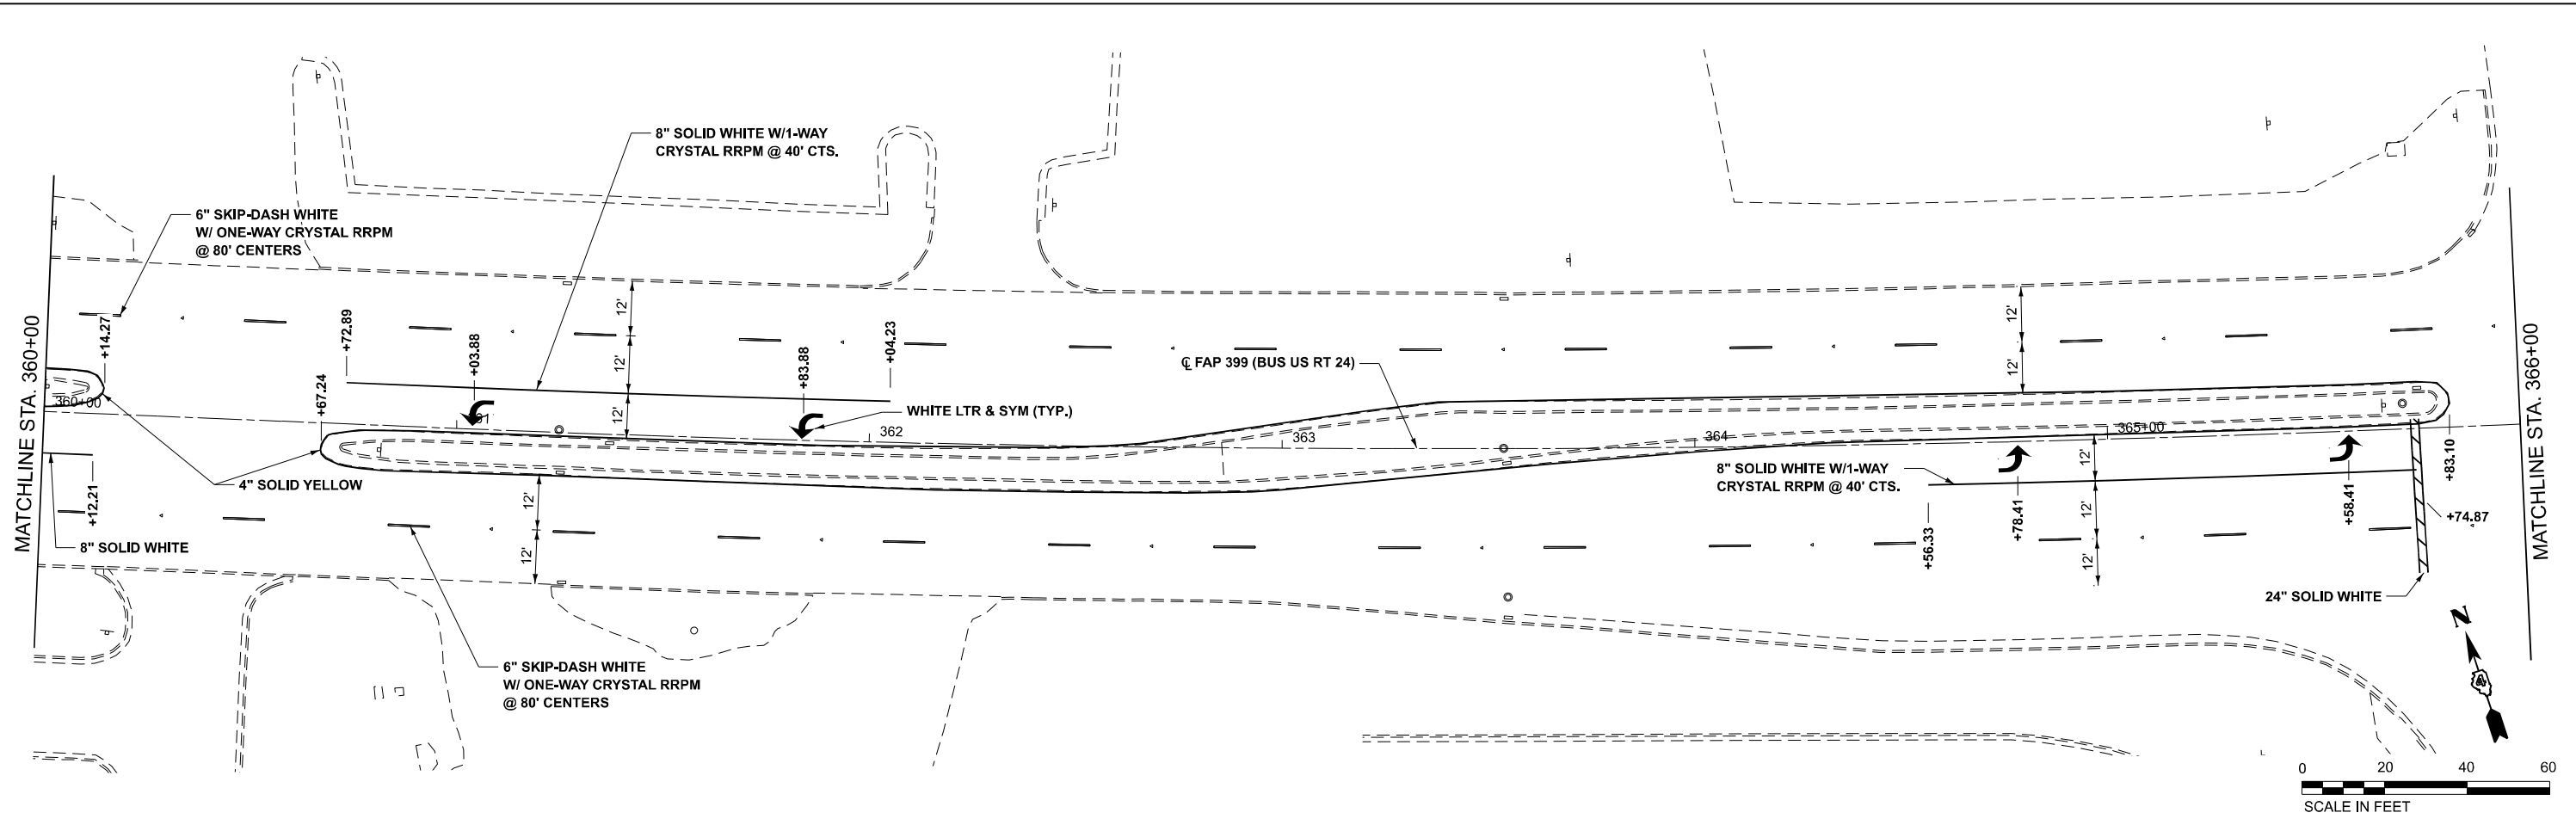 8" SOLID WHITE W/1-WAY
CRYSTAL RRPM @ 40' CTS.
6" SKIP-DASH WHITE
W/ ONE-WAY CRYSTAL RRPM
@ 80' CENTERS
MATCHLINE STA. 360+00
360+00
+14.27
+72.89
+67.24
+03.88
+83.88
+04.23
12'
12'
12'
WHITE LTR & SYM (TYP.)
℄ FAP 399 (BUS US RT 24)
362
363
364
365+00
12'
12'
4" SOLID YELLOW
+12.21
8" SOLID WHITE
12'
12'
6" SKIP-DASH WHITE
W/ ONE-WAY CRYSTAL RRPM
@ 80' CENTERS
8" SOLID WHITE W/1-WAY
CRYSTAL RRPM @ 40' CTS.
+56.33
+78.41
12'
12'
12'
+58.41
+83.10
+74.87
24" SOLID WHITE
MATCHLINE STA. 366+00
N
0 20 40 60
SCALE IN FEET